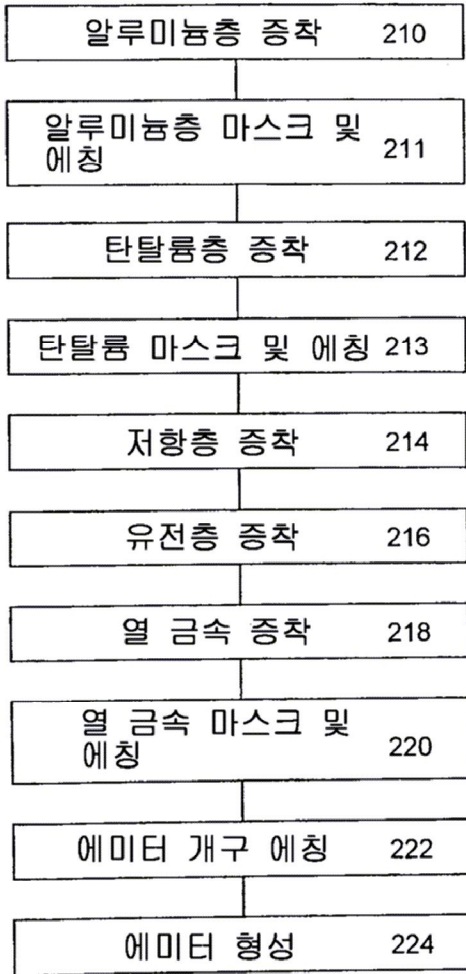 알루미늄층 증착 210
알루미늄층 마스크 및
에칭 211
탄탈륨층 증착 212
탄탈륨 마스크 및 에칭 213
저항층 증착 214
유전층 증착 216
열 금속 증착 218
열 금속 마스크 및
에칭 220
에미터 개구 에칭 222
에미터 형성 224